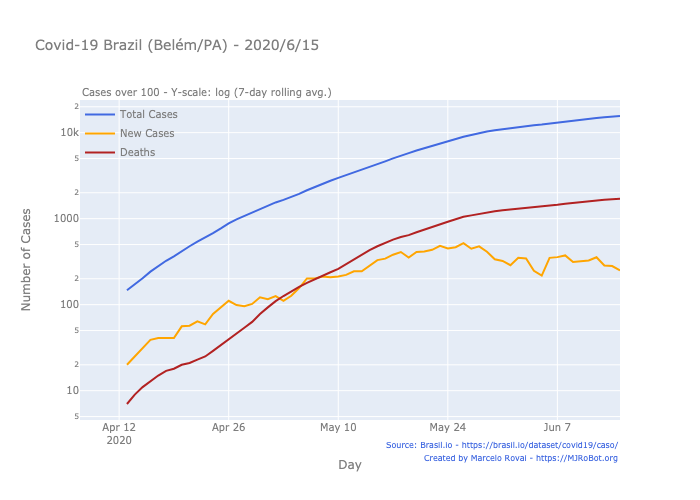 Covid-19 Brazil (Belém/PA) - 2020/6/15
Cases over 100 - Y-scale: log (7-day rolling avg.)
Total Cases
New Cases
Deaths
2
10k
5
2
1000
5
2
100
5
2
10
5
Number of Cases
Apr 12 Apr 26 May 10 May 24 Jun 7
2020
Day
Source: Brasil.io - https://brasil.io/dataset/covid19/caso/
Created by Marcelo Rovai - https://MJRoBot.org